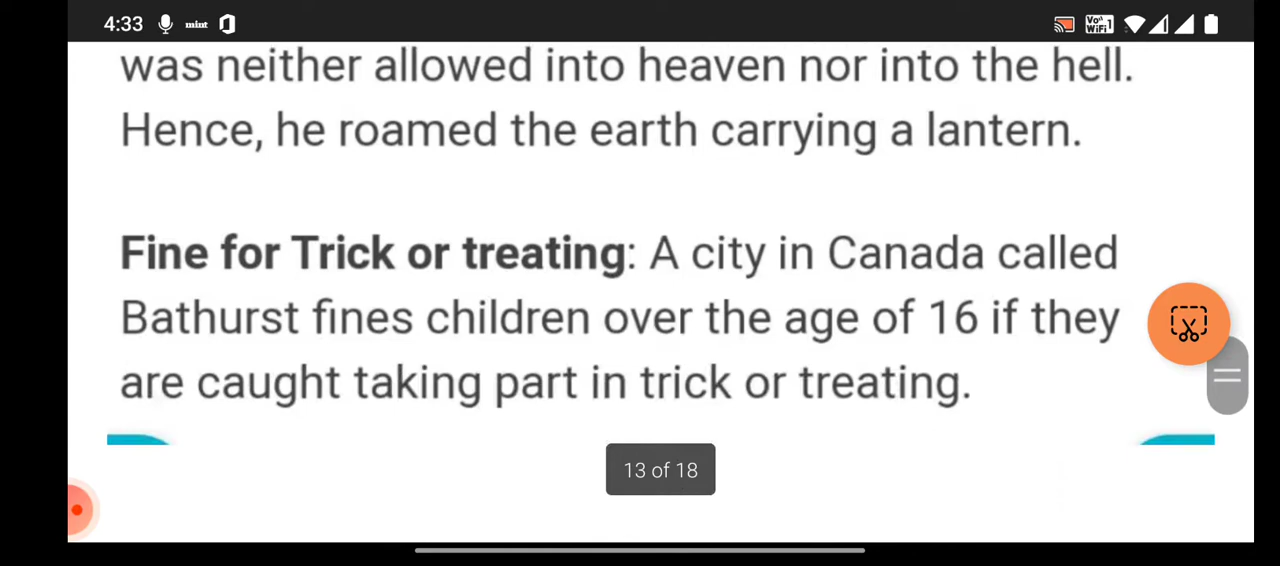 4:33 mint Vo)) WiFi1
was neither allowed into heaven nor into the hell.
Hence, he roamed the earth carrying a lantern.
Fine for Trick or treating: A city in Canada called
Bathurst fines children over the age of 16 if they
are caught taking part in trick or treating.
13 of 18